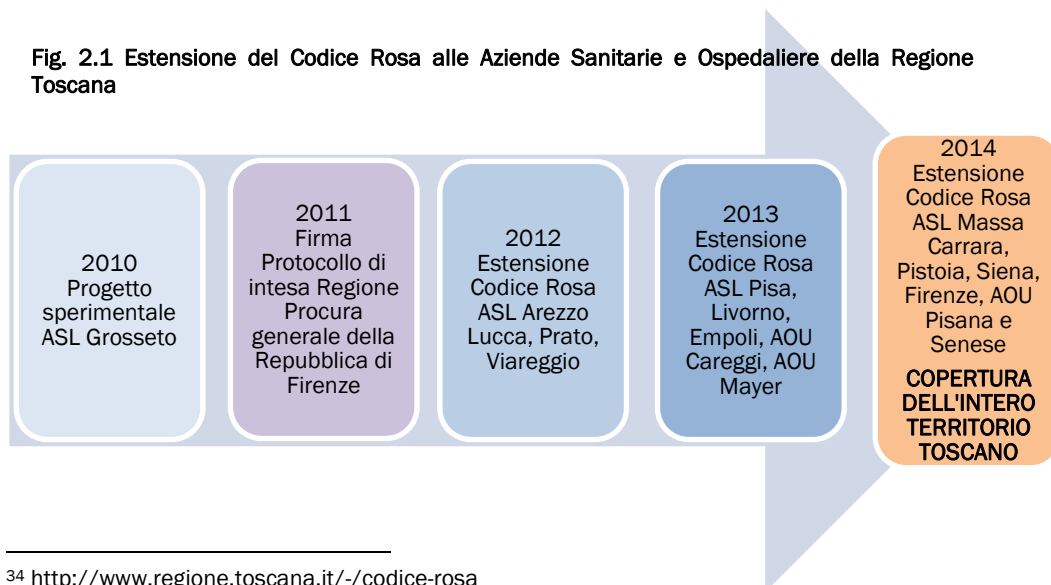 Fig. 2.1 Estensione del Codice Rosa alle Aziende Sanitarie e Ospedaliere della Regione
Toscana
2010
Progetto
sperimentale
ASL Grosseto
2011
Firma
Protocollo di
intesa Regione
Procura
generale della
Repubblica di
Firenze
2012
Estensione
Codice Rosa
ASL Arezzo
Lucca, Prato,
Viareggio
2013
Estensione
Codice Rosa
ASL Pisa,
Livorno,
Empoli, AOU
Careggi, AOU
Mayer
2014
Estensione
Codice Rosa
ASL Massa
Carrara,
Pistoia, Siena,
Firenze, AOU
Pisana e
Senese
COPERTURA
DELL'INTERO
TERRITORIO
TOSCANO
34 http://www.regione.toscana.it/-/codice-rosa